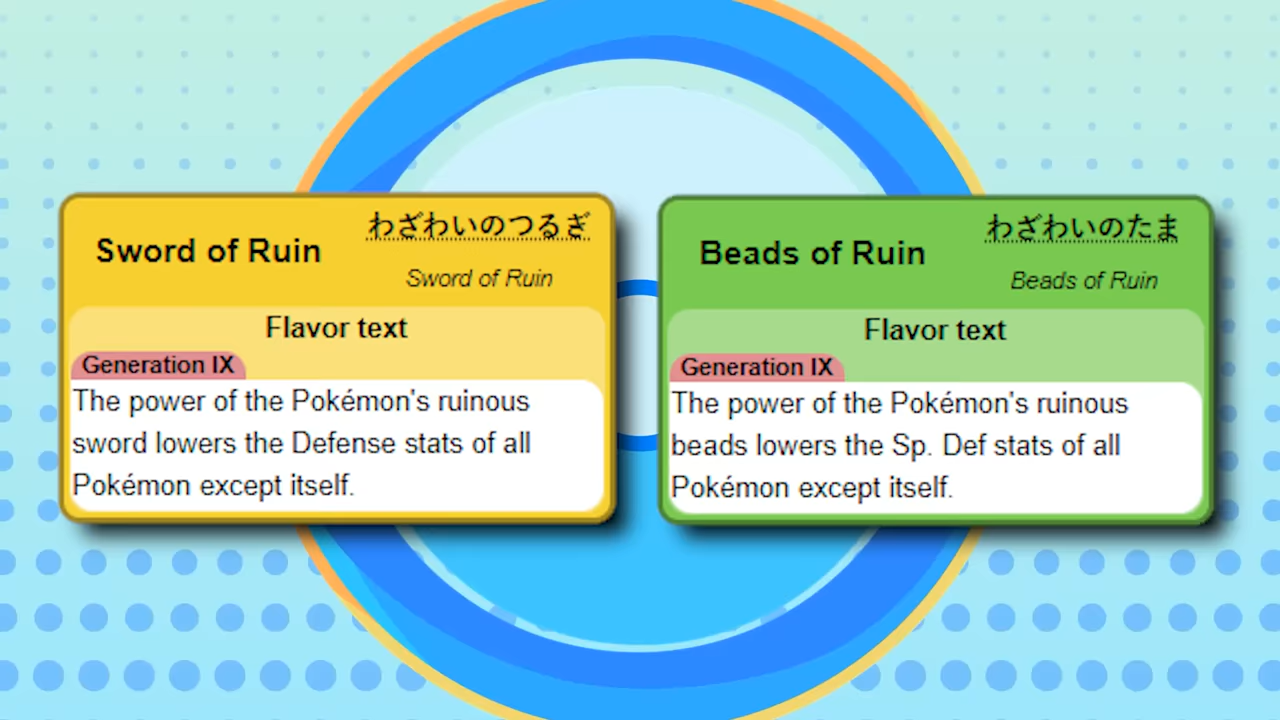 Sword of Ruin
わざわいのつるぎ
Sword of Ruin
Flavor text
Generation IX
The power of the Pokémon's ruinous
sword lowers the Defense stats of all
Pokémon except itself.
Beads of Ruin
わざわいのたま
Beads of Ruin
Flavor text
Generation IX
The power of the Pokémon's ruinous
beads lowers the Sp. Def stats of all
Pokémon except itself.